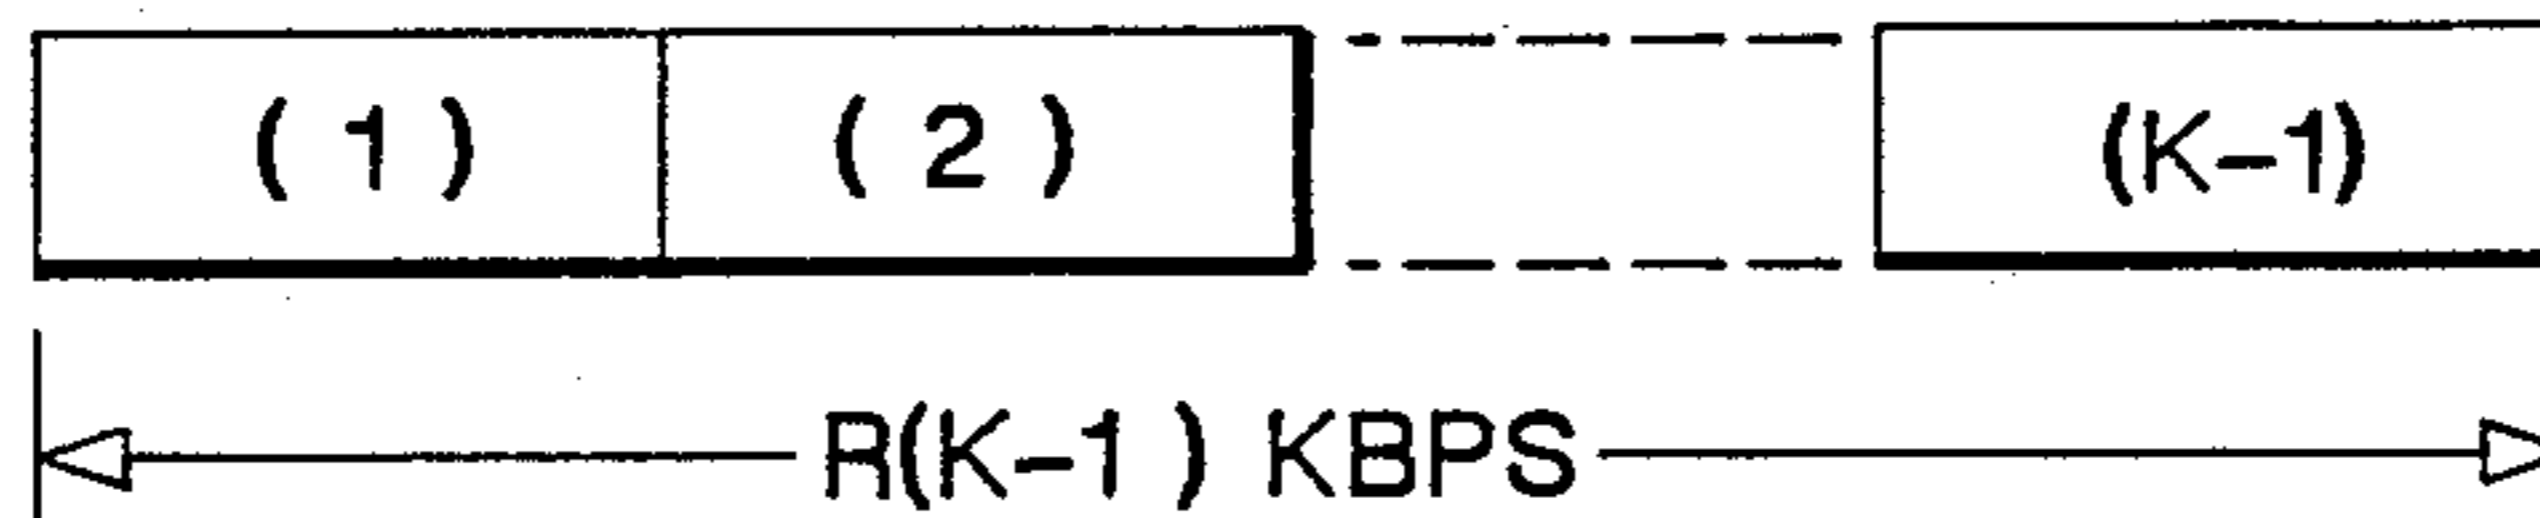 ( 1 ) ( 2 ) (K-1)
R(K-1 ) KBPS